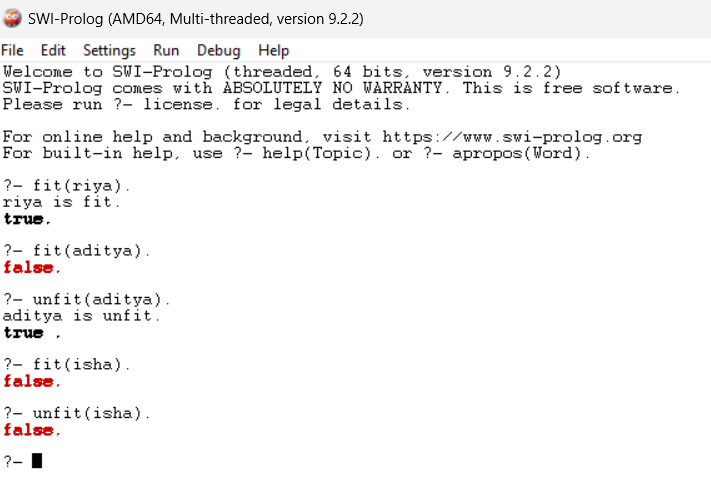 SWI-Prolog (AMD64, Multi-threaded, version 9.2.2)
File Edit Settings Run Debug Help
Welcome to SWI-Prolog (threaded, 64 bits, version 9.2.2)
SWI-Prolog comes with ABSOLUTELY NO WARRANTY. This is free software.
Please run ?- license. for legal details.
For online help and background, visit https://www.swi-prolog.org
For built-in help, use ?- help(Topic). or ?- apropos(Word).
?- fit(riya).
riya is fit.
true.
?- fit(aditya).
false.
?- unfit(aditya).
aditya is unfit.
true .
?- fit(isha).
false.
?- unfit(isha).
false.
?-